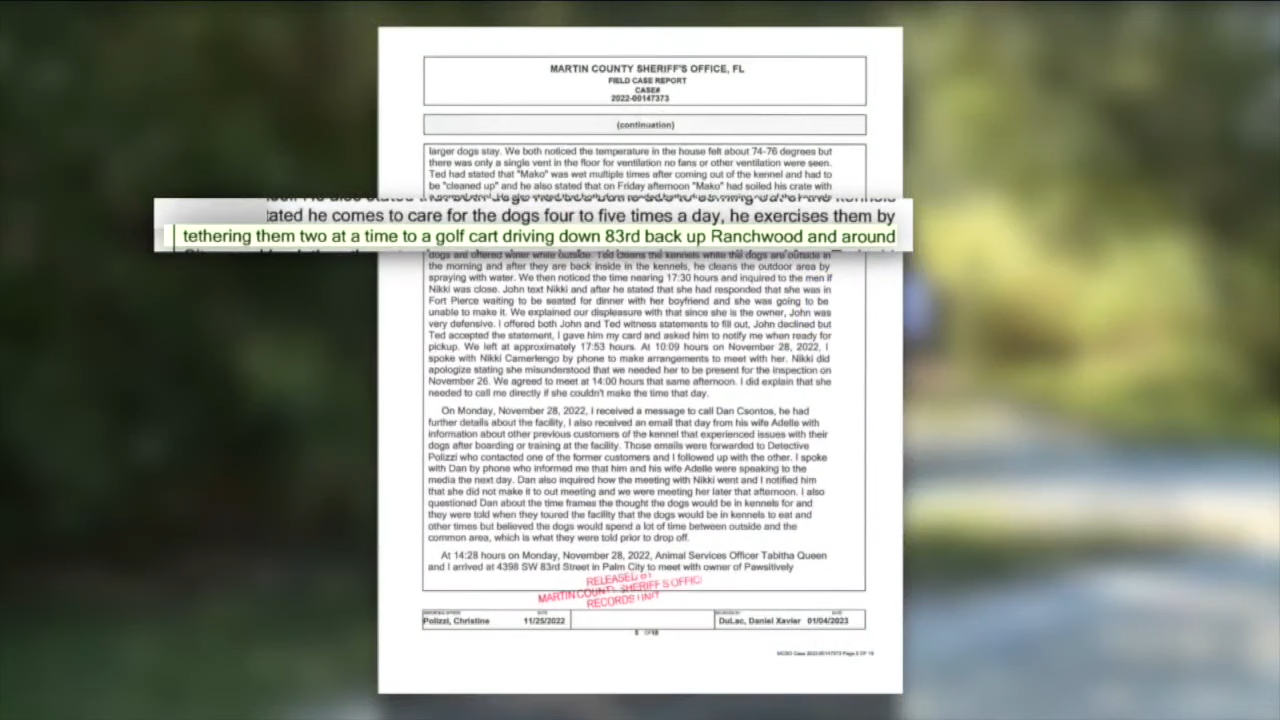 MARTIN COUNTY SHERIFF'S OFFICE, FL
FIELD CASE REPORT
CASE#
2022-00147373
(continuation)
larger dogs stay. We both noticed the temperature in the house felt about 74-76 degrees but
there was only a single vent in the floor for ventilation no fans or other ventilation were seen.
Ted had stated that "Mako" was wet multiple times after coming out of the kennel and had to
be "cleaned up" and he also stated that on Friday afternoon "Mako" had soiled his crate with
tated he comes to care for the dogs four to five times a day, he exercises them by
tethering them two at a time to a golf cart driving down 83rd back up Ranchwood and around
dogs are offered water while outside. Ted cleans the kennels while the dogs are outside in
the morning and after they are back inside in the kennels, he cleans the outdoor area by
spraying with water. We then noticed the time nearing 17:30 hours and inquired to the men if
Nikki was close. John text Nikki and after he stated that she had responded that she was in
Fort Pierce waiting to be seated for dinner with her boyfriend and she was going to be
unable to make it. We explained our displeasure with that since she is the owner, John was
very defensive. I offered both John and Ted witness statements to fill out, John declined but
Ted accepted the statement, I gave him my card and asked him to notify me when ready for
pickup. We left at approximately 17:53 hours. At 10:09 hours on November 28, 2022, I
spoke with Nikki Camerlengo by phone to make arrangements to meet with her. Nikki did
apologize stating she misunderstood that we needed her to be present for the inspection on
November 26. We agreed to meet at 14:00 hours that same afternoon. I did explain that she
needed to call me directly if she couldn't make the time that day.
On Monday, November 28, 2022, I received a message to call Dan Csontos, he had
further details about the facility, I also received an email that day from his wife Adelle with
information about other previous customers of the kennel that experienced issues with their
dogs after boarding or training at the facility. Those emails were forwarded to Detective
Polizzi who contacted one of the former customers and I followed up with the other. I spoke
with Dan by phone who informed me that him and his wife Adelle were speaking to the
media the next day. Dan also inquired how the meeting with Nikki went and I notified him
that she did not make it to out meeting and we were meeting her later that afternoon. I also
questioned Dan about the time frames the thought the dogs would be in kennels for and
they were told when they toured the facility that the dogs would be in kennels to eat and
other times but believed the dogs would spend a lot of time between outside and the
common area, which is what they were told prior to drop off.
At 14:28 hours on Monday, November 28, 2022, Animal Services Officer Tabitha Queen
and I arrived at 4398 SW 83rd Street in Palm City to meet with owner of Pawsitively
RELEASED BY
MARTIN COUNTY SHERIFF'S OFFICE
RECORDS UNIT
DATE
DATE
Polizzi, Christine 11/25/2022 DuLac, Daniel Xavier 01/04/2023
MCSO Case 2022-00147373 Page 5 OF 19